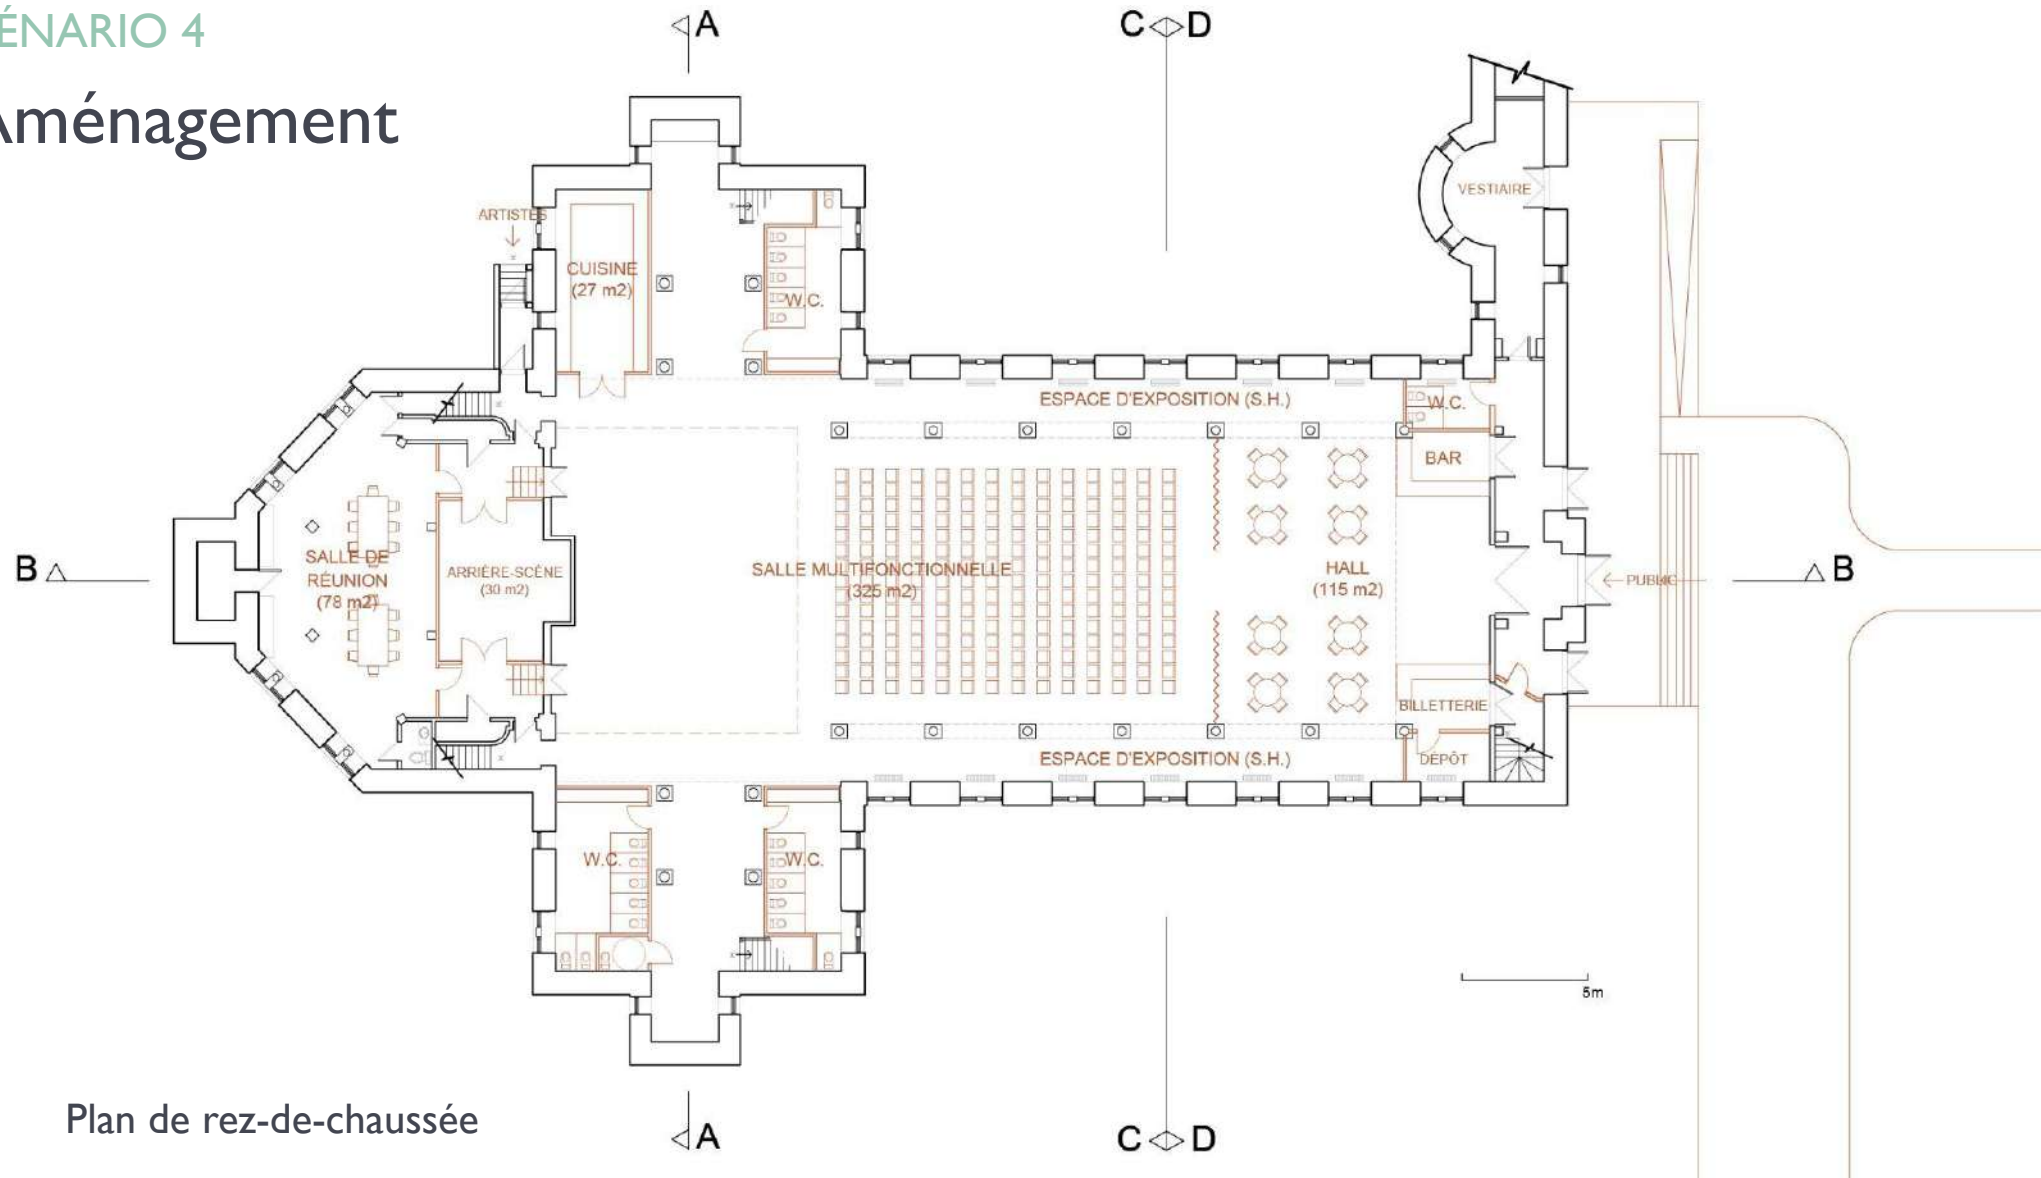 ÉNARIO 4
Aménagement
A
C D
ARTISTES
VESTIAIRE
CUISINE
(27 m2)
W.C.
ESPACE D'EXPOSITION (S.H.)
W.C.
BAR
B
SALLE DE
RÉUNION
(78 m2)
ARRIÈRE-SCÈNE
(30 m2)
SALLE MULTIFONCTIONNELLE
(325 m2)
HALL
(115 m2)
PUBLIC
B
BILLETTERIE
ESPACE D'EXPOSITION (S.H.)
DÉPÔT
W.C.
W.C.
5m
Plan de rez-de-chaussée
A
C D